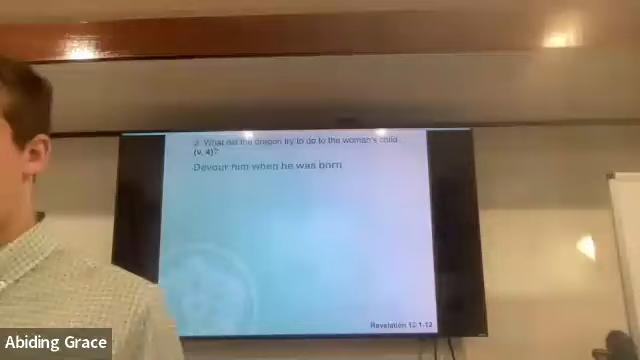 3. What did the dragon try to do to the woman's child
(v. 4)?
Devour him when he was born
Revelation 12:1-12
Abiding Grace